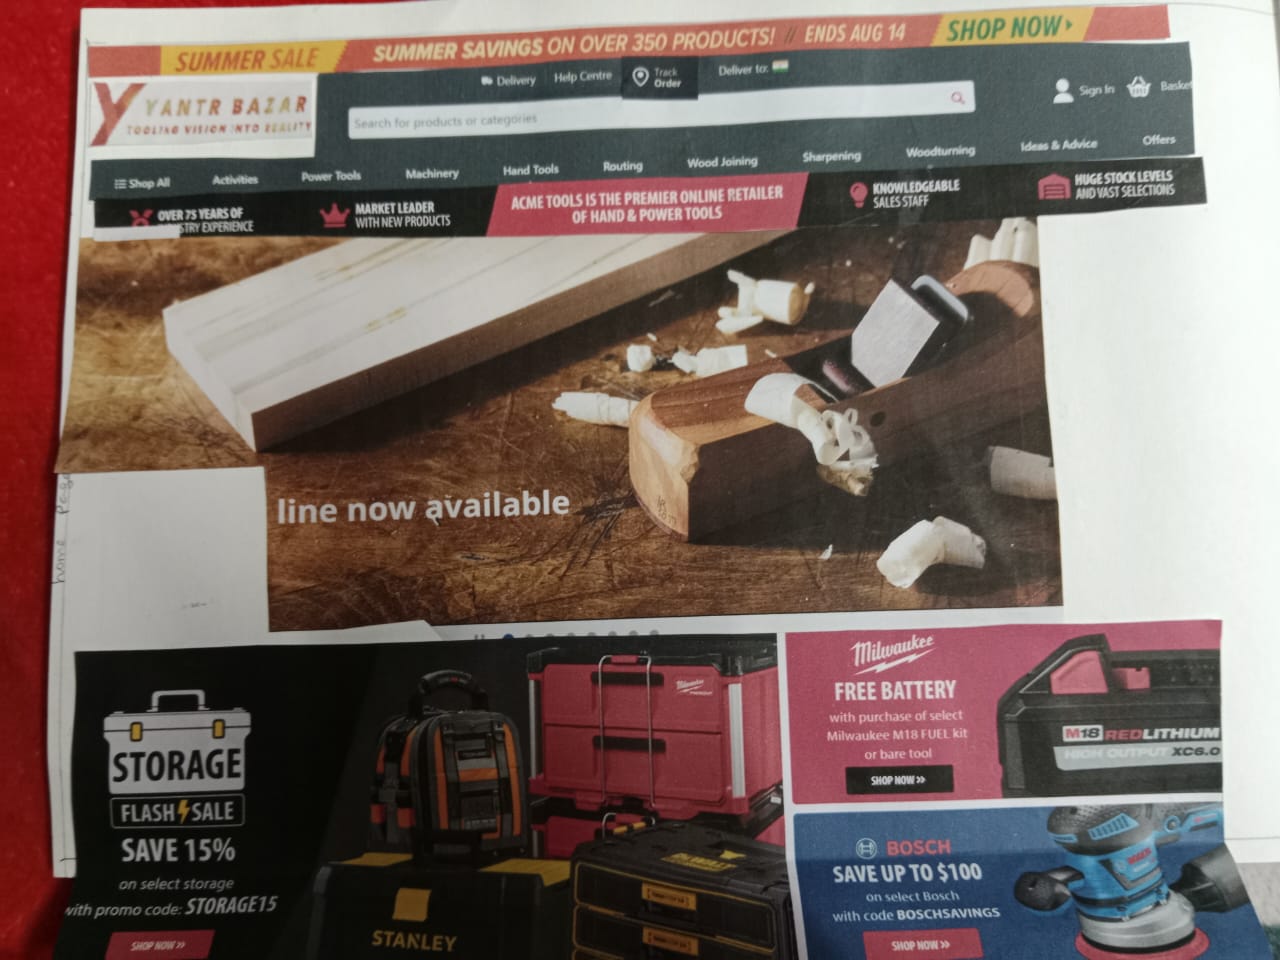 SUMMER SALE
SUMMER SAVINGS ON OVER 350 PRODUCTS! // ENDS AUG 14
SHOP NOW
Delivery
Help Centre
Track Order
Deliver to:
YANTR BAZAR
TOOLING VISION INTO REALITY
Search for products or categories
Sign In
Basket
Shop All
Activities
Power Tools
Machinery
Hand Tools
Routing
Wood Joining
Sharpening
Woodturning
Ideas & Advice
Offers
OVER 75 YEARS OF
STRY EXPERIENCE
MARKET LEADER
WITH NEW PRODUCTS
ACME TOOLS IS THE PREMIER ONLINE RETAILER
OF HAND & POWER TOOLS
KNOWLEDGEABLE
SALES STAFF
HUGE STOCK LEVELS
AND VAST SELECTIONS
line now available
home page
STORAGE
FLASH SALE
SAVE 15%
on select storage
with promo code: STORAGE15
SHOP NOW >>
Milwaukee
STANLEY
DEWALT
Milwaukee
FREE BATTERY
with purchase of select
Milwaukee M18 FUEL kit
or bare tool
SHOP NOW >>
M18 REDLITHIUM
HIGH OUTPUT XC6.0
BOSCH
SAVE UP TO $100
on select Bosch
with code BOSCHSAVINGS
SHOP NOW >>
BOSCH